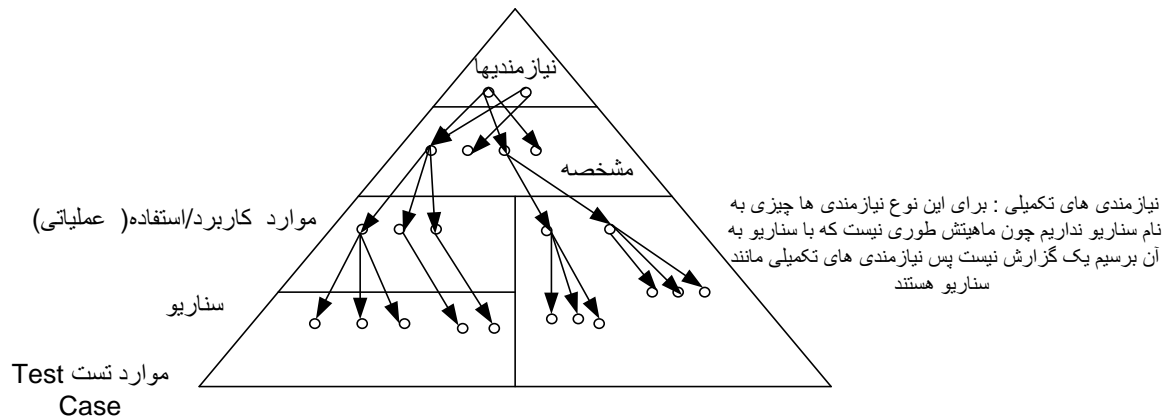 نیازمندیها
مشخصه
موارد کاربرد/استفاده( عملیاتی)
نیازمندی های تکمیلی : برای این نوع نیازمندی ها چیزی به
نام سناریو نداریم چون ماهیتش طوری نیست که با سناریو به
آن برسیم یک گزارش نیست پس نیازمندی های تکمیلی مانند
سناریو هستند
سناریو
موارد تست Test
Case